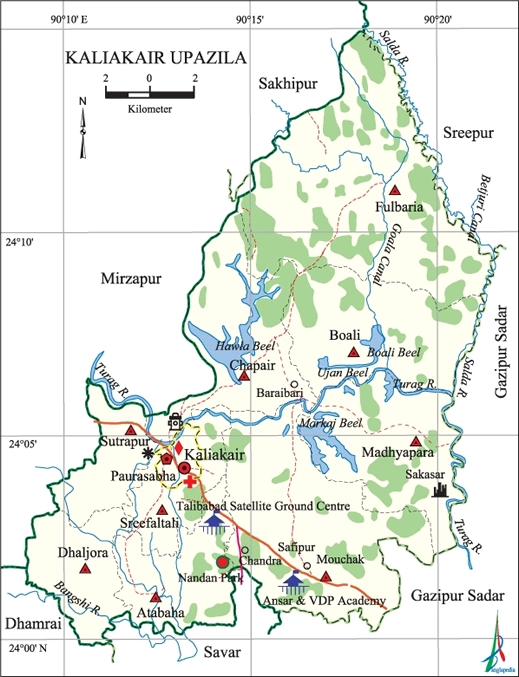 90°10' E
90°15'
90°20'
KALIAKAIR UPAZILA
2 0 2
Kilometer
N
Salda R.
Sakhipur
Sreepur
Beijuri Canal
Fulbaria
24°10'
Goala Canal
Mirzapur
Gazipur Sadar
Boali
Hawla Beel
Boali Beel
Chapair
Ujan Beel
Turag R.
Turag R.
Salda R.
Baraibari
Markaj Beel
24°05'
Sutrapur
Kaliakair
Madhyapara
Paurasabha
Sakasar
Talibabad Satellite Ground Centre
Sreefaltali
Turag R.
Dhaljora
Chandra
Safipur
Mouchak
Nandan Park
Bangshi R.
Atabaha
Ansar & VDP Academy
Gazipur Sadar
Dhamrai
24°00' N
Savar
Banglapedia